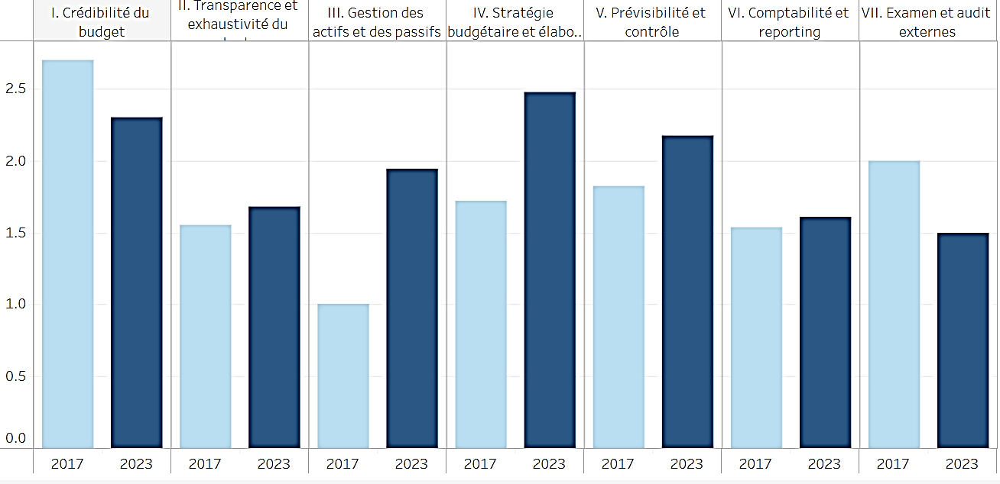 I. Crédibilité du
budget
II. Transparence et
exhaustivité du
III. Gestion des
actifs et des passifs
IV. Stratégie
budgétaire et élabo..
V. Prévisibilité et
contrôle
VI. Comptabilité et
reporting
VII. Examen et audit
externes
2.5
2.0
1.5
1.0
0.5
0.0
2017 2023 2017 2023 2017 2023 2017 2023 2017 2023 2017 2023 2017 2023